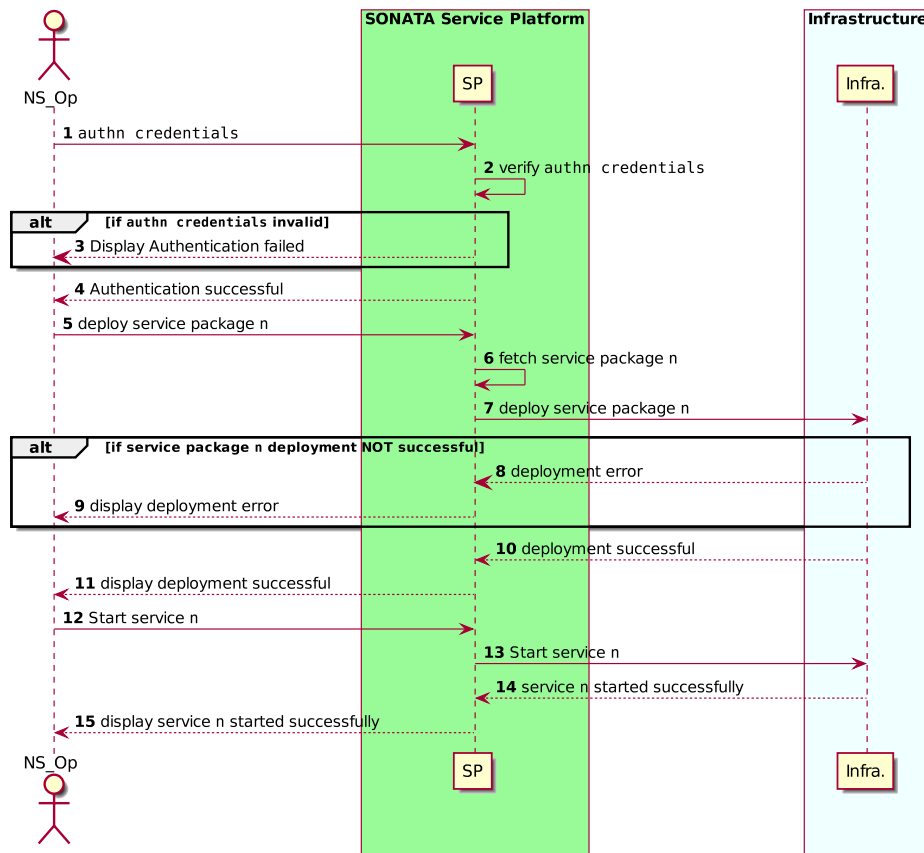 SONATA Service Platform
Infrastructure
NS_Op
SP
Infra.
1 authn credentials
2 verify authn credentials
alt [if authn credentials invalid]
3 Display Authentication failed
4 Authentication successful
5 deploy service package n
6 fetch service package n
7 deploy service package n
alt [if service package n deployment NOT successful]
8 deployment error
9 display deployment error
10 deployment successful
11 display deployment successful
12 Start service n
13 Start service n
14 service n started successfully
15 display service n started successfully
NS_Op
SP
Infra.